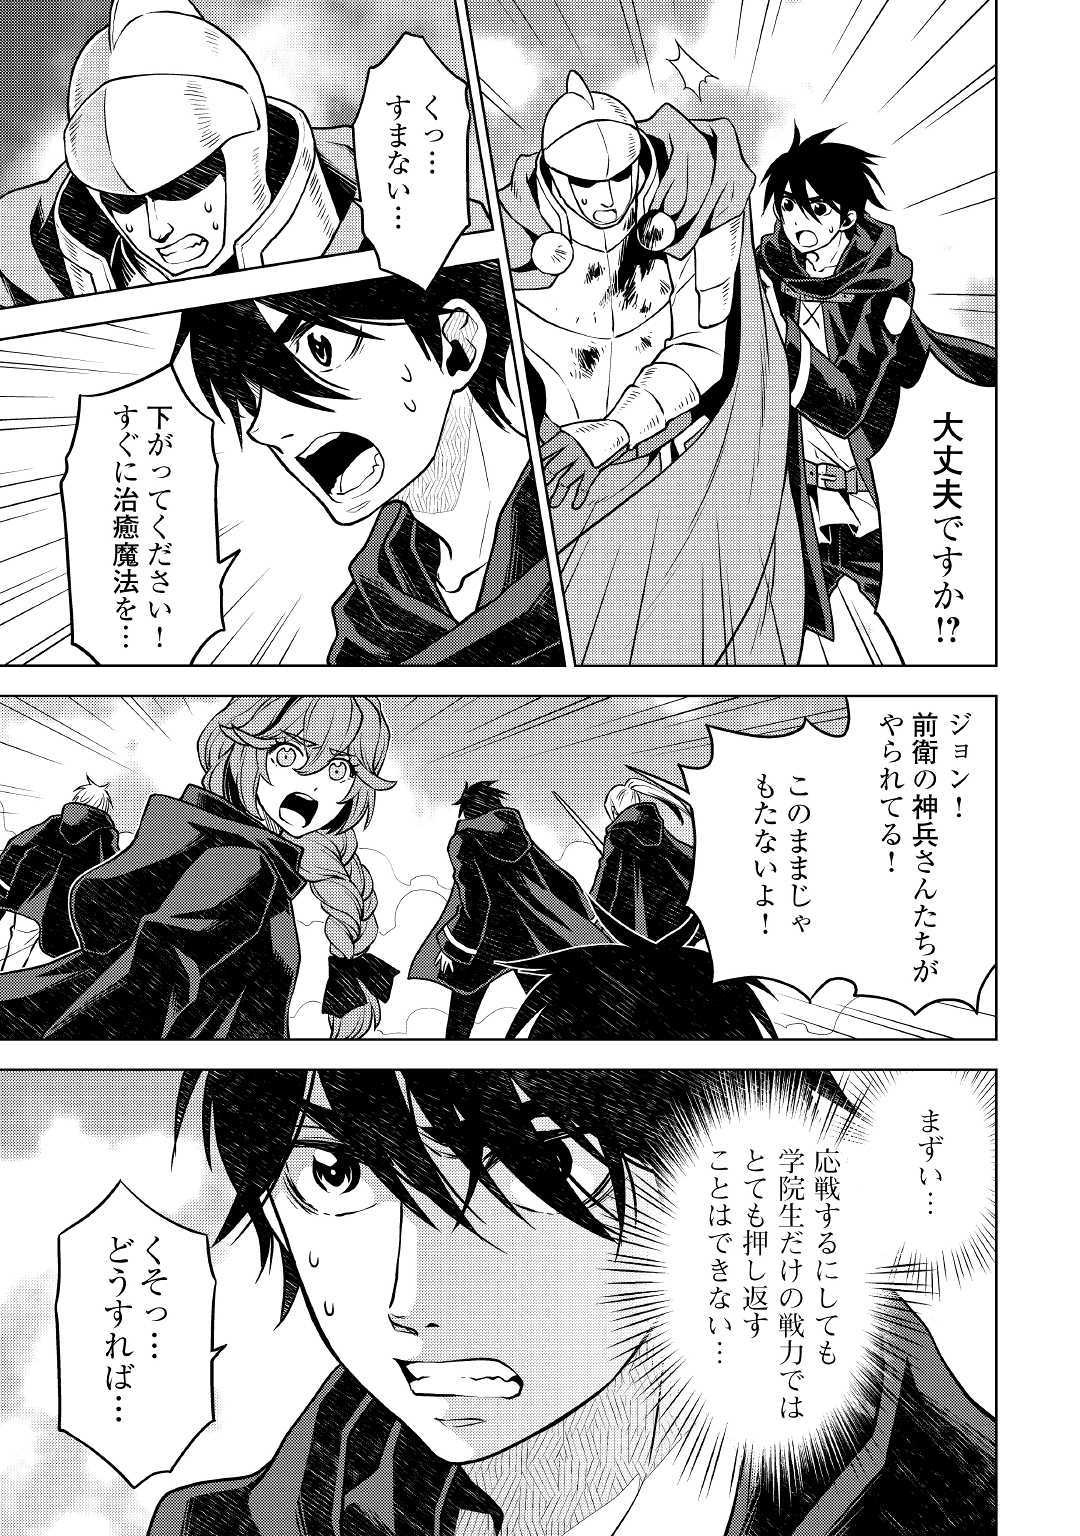 大丈夫ですか!?
くっ…
すまない…
下がってください！
すぐに治癒魔法を…
ジョン！
前衛の神兵さんたちが
やられてる！
このままじゃ
もたないよ！
まずい…
応戦するにしても
学院生だけの戦力では
とても押し返す
ことはできない…
くそっ…
どうすれば…